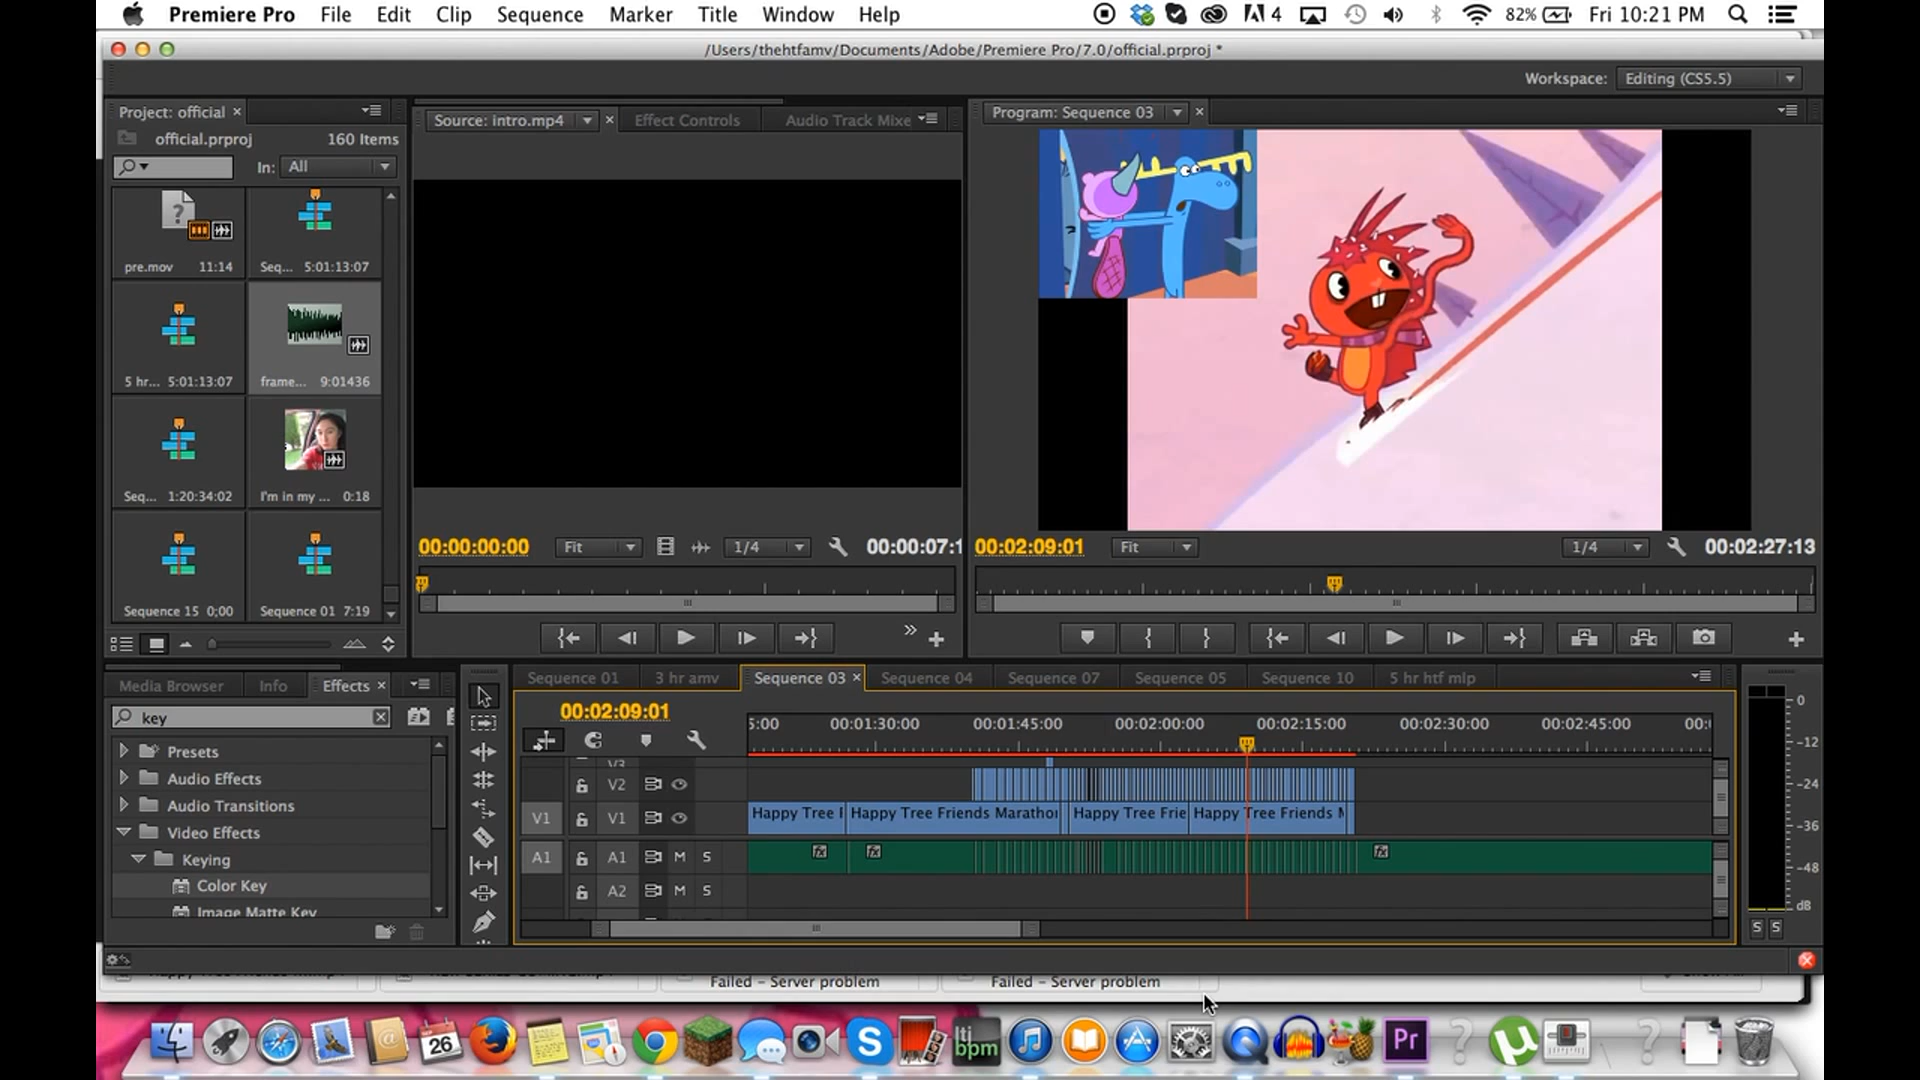 Premiere Pro File Edit Clip Sequence Marker Title Window Help 4 82% Fri 10:21 PM
/Users/thehtfamv/Documents/Adobe/Premiere Pro/7.0/official.prproj *
Workspace: Editing (CS5.5)
Project: official ×
official.prproj 160 Items
In: All
pre.mov 11:14
Seq... 5:01:13:07
5 hr... 5:01:13:07
frame... 9:01436
Seq... 1:20:34:02
I'm in my ... 0:18
Sequence 15 0;00
Sequence 01 7:19
Source: intro.mp4 × Effect Controls Audio Track Mixe
00:00:00:00 Fit 1/4 00:00:07:1
Program: Sequence 03 ×
00:02:09:01 Fit 1/4 00:02:27:13
Media Browser Info Effects ×
key
Presets
Audio Effects
Audio Transitions
Video Effects
Keying
Color Key
Image Matte Key
Sequence 01 3 hr amv Sequence 03 × Sequence 04 Sequence 07 Sequence 05 Sequence 10 5 hr htf mlp
00:02:09:01
5:00 00:01:30:00 00:01:45:00 00:02:00:00 00:02:15:00 00:02:30:00 00:02:45:00 00:
V3
V2
V1 V1 Happy Tree F Happy Tree Friends Marathon Happy Tree Frie Happy Tree Friends M
A1 A1 M S fx fx fx
A2 M S
0
-12
-24
-36
-48
dB
S S
Failed - Server problem Failed - Server problem
26
lti
bpm
Pr